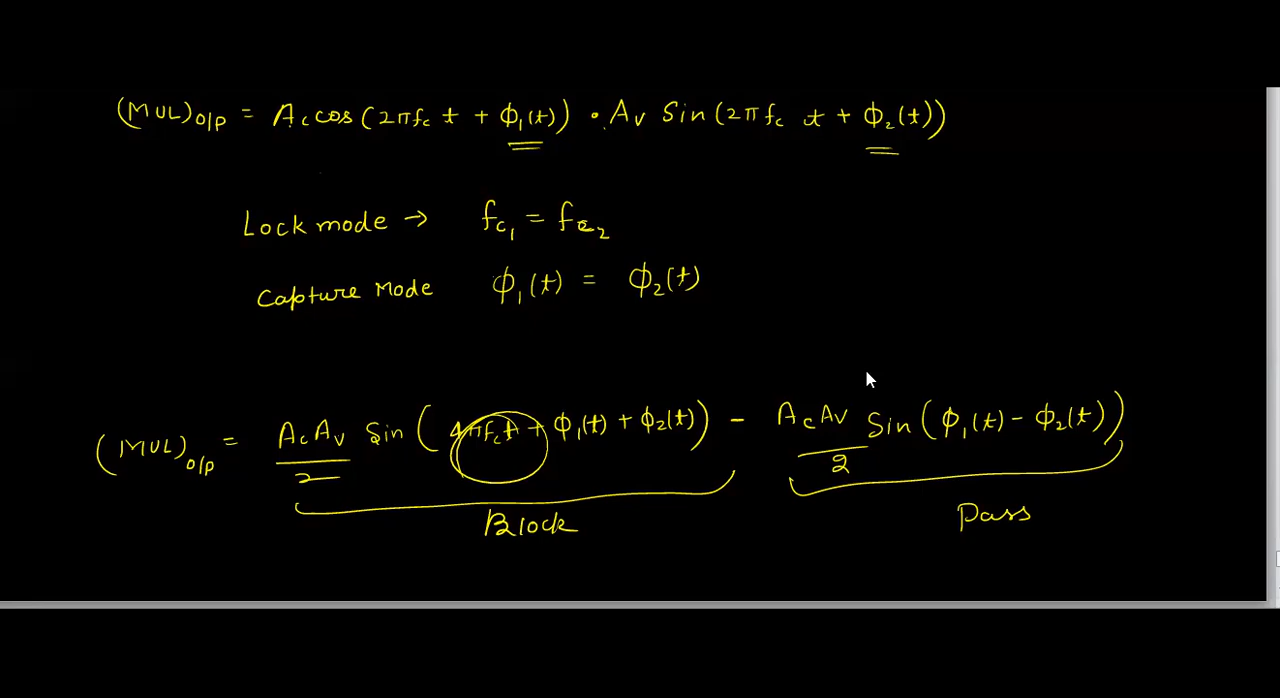 (MUL)o/p = Ac cos(2πfc t + ϕ1(t)) • Av Sin(2πfc t + ϕ2(t))
Lock mode → fc1 = fc2
Capture Mode ϕ1(t) = ϕ2(t)
(MUL)o/p = AcAv/2 Sin(4πfct + ϕ1(t) + ϕ2(t)) - AcAv/2 Sin(ϕ1(t) - ϕ2(t))
Block Pass